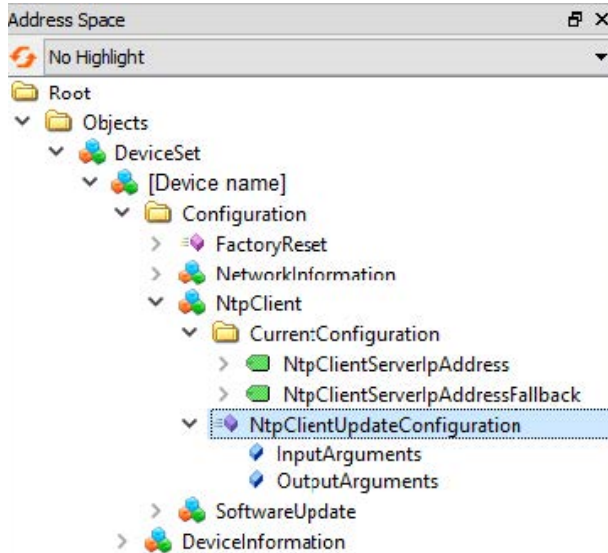 Address Space
No Highlight
Root
Objects
DeviceSet
[Device name]
Configuration
FactoryReset
NetworkInformation
NtpClient
CurrentConfiguration
NtpClientServerIpAddress
NtpClientServerIpAddressFallback
NtpClientUpdateConfiguration
InputArguments
OutputArguments
SoftwareUpdate
DeviceInformation